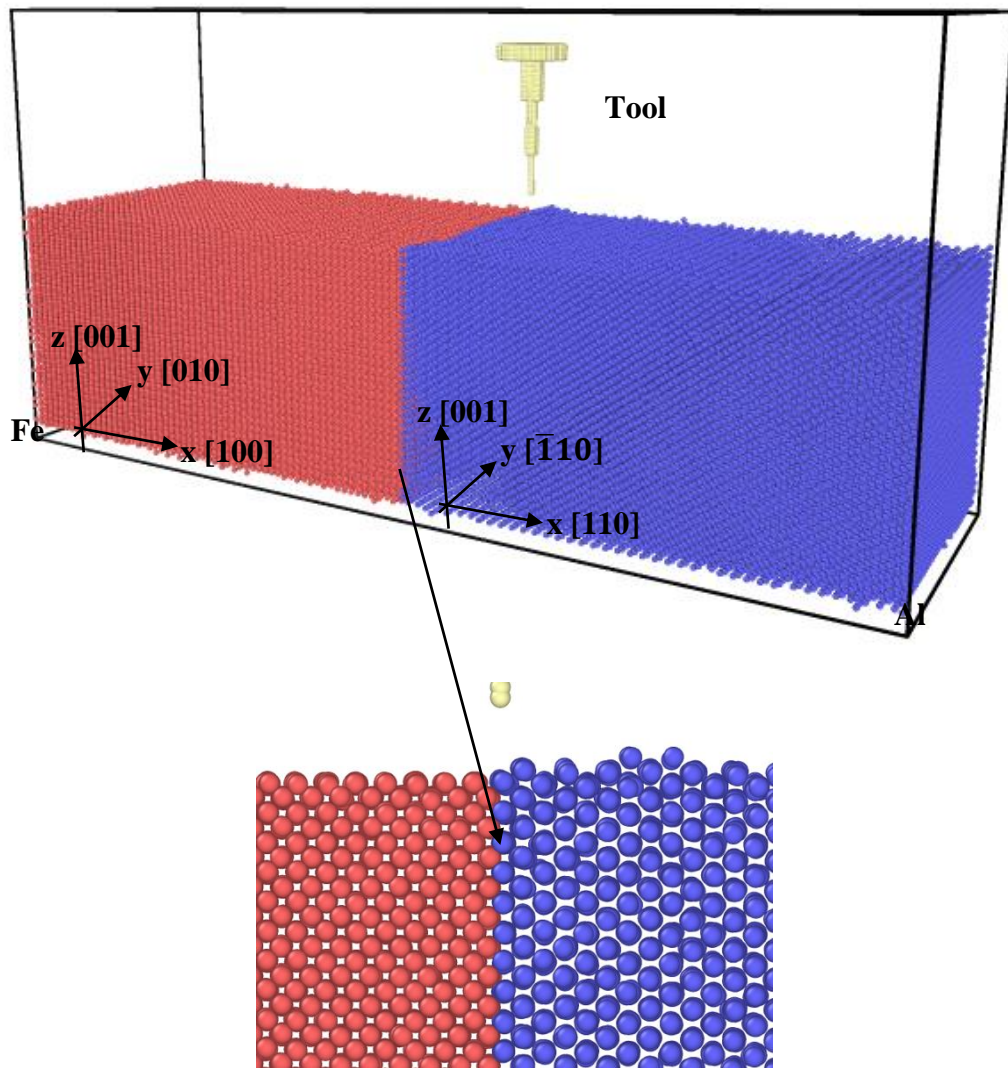 Tool
z [001]
y [010]
Fe
x [100]
z [001]
y [1̅10]
x [110]
Al